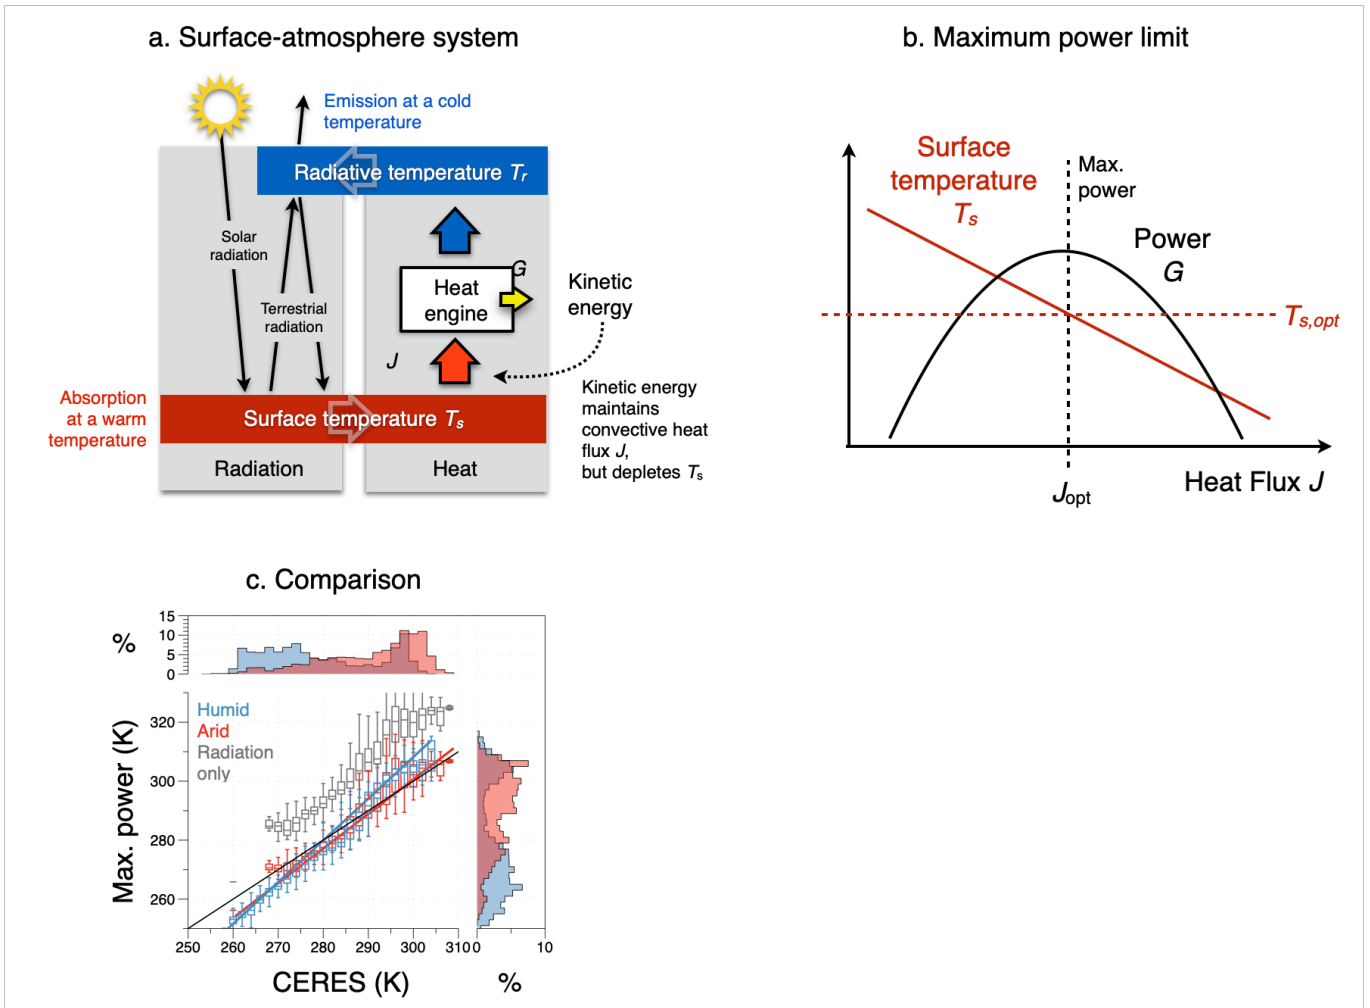 a. Surface-atmosphere system
Emission at a cold
temperature
Radiative temperature Tr
Solar
radiation
Terrestrial
radiation
G
Heat
engine
Kinetic
energy
J
Absorption
at a warm
temperature
Surface temperature Ts
Kinetic energy
maintains
convective heat
flux J,
but depletes Ts
Radiation
Heat
b. Maximum power limit
Surface
temperature
Ts
Max.
power
Power
G
Ts,opt
Jopt
Heat Flux J
c. Comparison
%
15
10
5
0
Humid
Arid
Radiation
only
Max. power (K)
320
300
280
260
250 260 270 280 290 300 310 0 10
CERES (K)
%